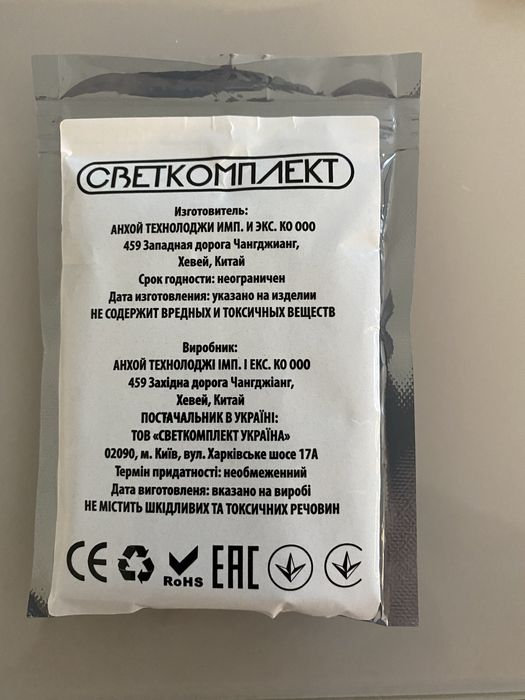 СВЕТКОМПЛЕКТ
Изготовитель:
АНХОЙ ТЕХНОЛОДЖИ ИМП. И ЭКС. КО ООО
459 Западная дорога Чангджианг,
Хевей, Китай
Срок годности: неограничен
Дата изготовления: указано на изделии
НЕ СОДЕРЖИТ ВРЕДНЫХ И ТОКСИЧНЫХ ВЕЩЕСТВ
Виробник:
АНХОЙ ТЕХНОЛОДЖІ ІМП. І ЕКС. КО ООО
459 Західна дорога Чангджіанг,
Хевей, Китай
ПОСТАЧАЛЬНИК В УКРАЇНІ:
ТОВ «СВЕТКОМПЛЕКТ УКРАЇНА»
02090, м. Київ, вул. Харківське шосе 17А
Термін придатності: необмеженний
Дата виготовленя: вказано на виробі
НЕ МІСТИТЬ ШКІДЛИВИХ ТА ТОКСИЧНИХ РЕЧОВИН
CE RoHS EAC